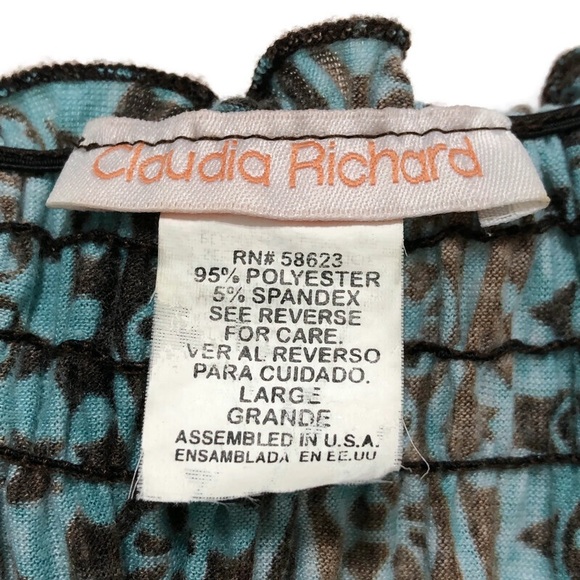 Claudia Richard
RN# 58623
95% POLYESTER
5% SPANDEX
SEE REVERSE
FOR CARE.
VER AL REVERSO
PARA CUIDADO.
LARGE
GRANDE
ASSEMBLED IN U.S.A.
ENSAMBLADA EN EE.UU